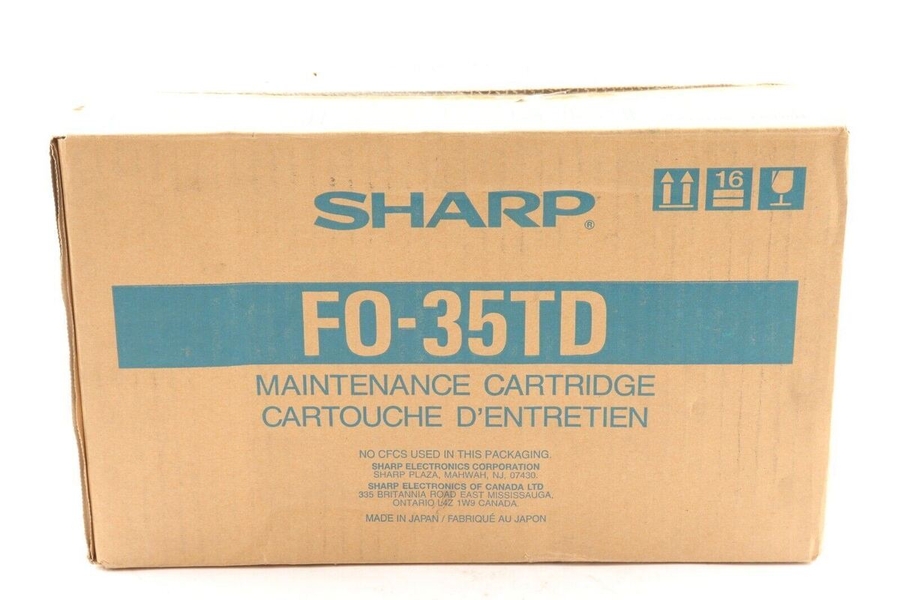 SHARP®
16
FO-35TD
MAINTENANCE CARTRIDGE
CARTOUCHE D'ENTRETIEN
NO CFCS USED IN THIS PACKAGING.
SHARP ELECTRONICS CORPORATION
SHARP PLAZA, MAHWAH, NJ, 07430.
SHARP ELECTRONICS OF CANADA LTD
335 BRITANNIA ROAD EAST MISSISSAUGA,
ONTARIO L4Z 1W9 CANADA.
MADE IN JAPAN / FABRIQUÉ AU JAPON